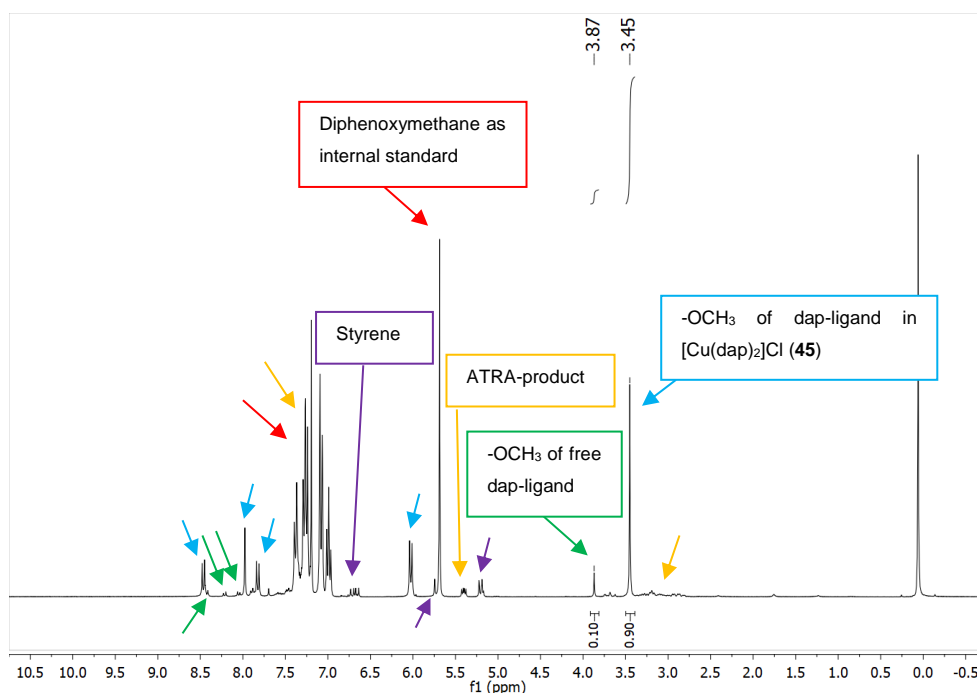 3.87
3.45
Diphenoxymethane as
internal standard
Styrene
-OCH₃ of dap-ligand in
[Cu(dap)₂]Cl (45)
ATRA-product
-OCH₃ of free
dap-ligand
0.10
0.90
10.5 9.5 9.0 8.5 8.0 7.5 7.0 6.5 6.0 5.5 5.0 4.5 4.0 3.5 3.0 2.5 2.0 1.5 1.0 0.5 0.0 -0.5
f1 (ppm)